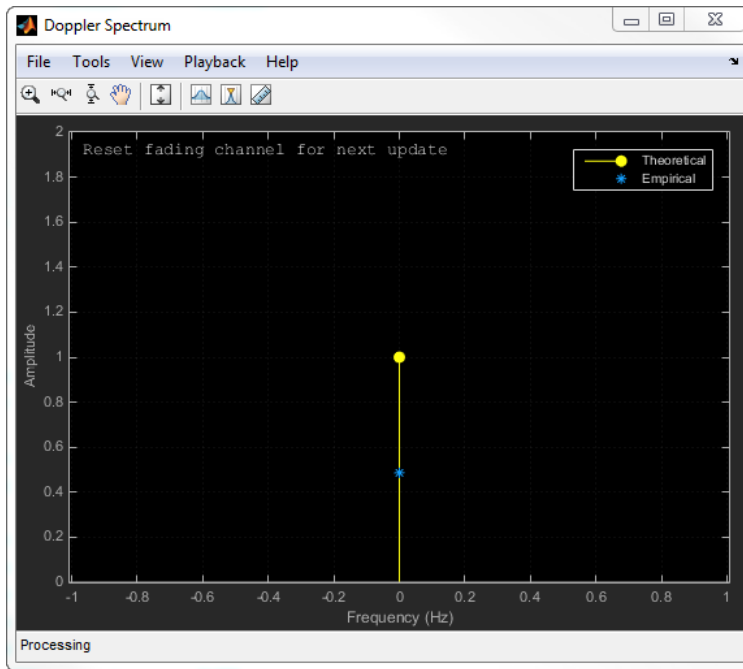 Doppler Spectrum
File Tools View Playback Help
Reset fading channel for next update
Theoretical
Empirical
Amplitude
2
1.8
1.6
1.4
1.2
1
0.8
0.6
0.4
0.2
0
-1 -0.8 -0.6 -0.4 -0.2 0 0.2 0.4 0.6 0.8 1
Frequency (Hz)
Processing